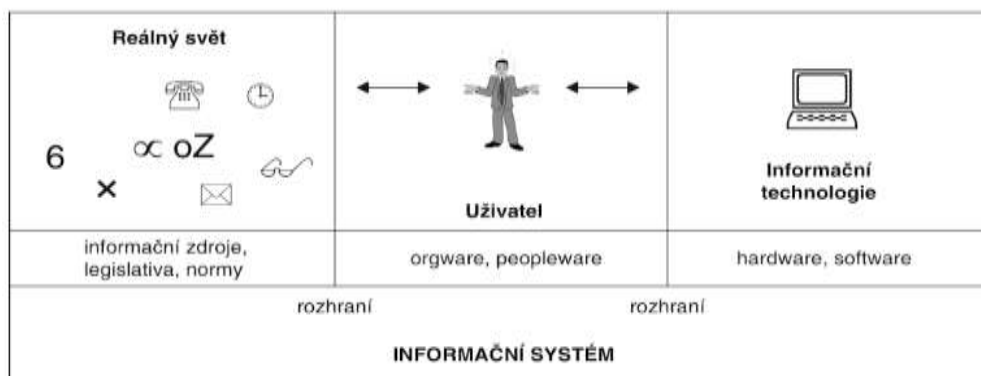 Reálný svět
6
∝ oZ
×
Uživatel
Informační
technologie
informační zdroje,
legislativa, normy
orgware, peopleware
hardware, software
rozhraní
rozhraní
INFORMAČNÍ SYSTÉM